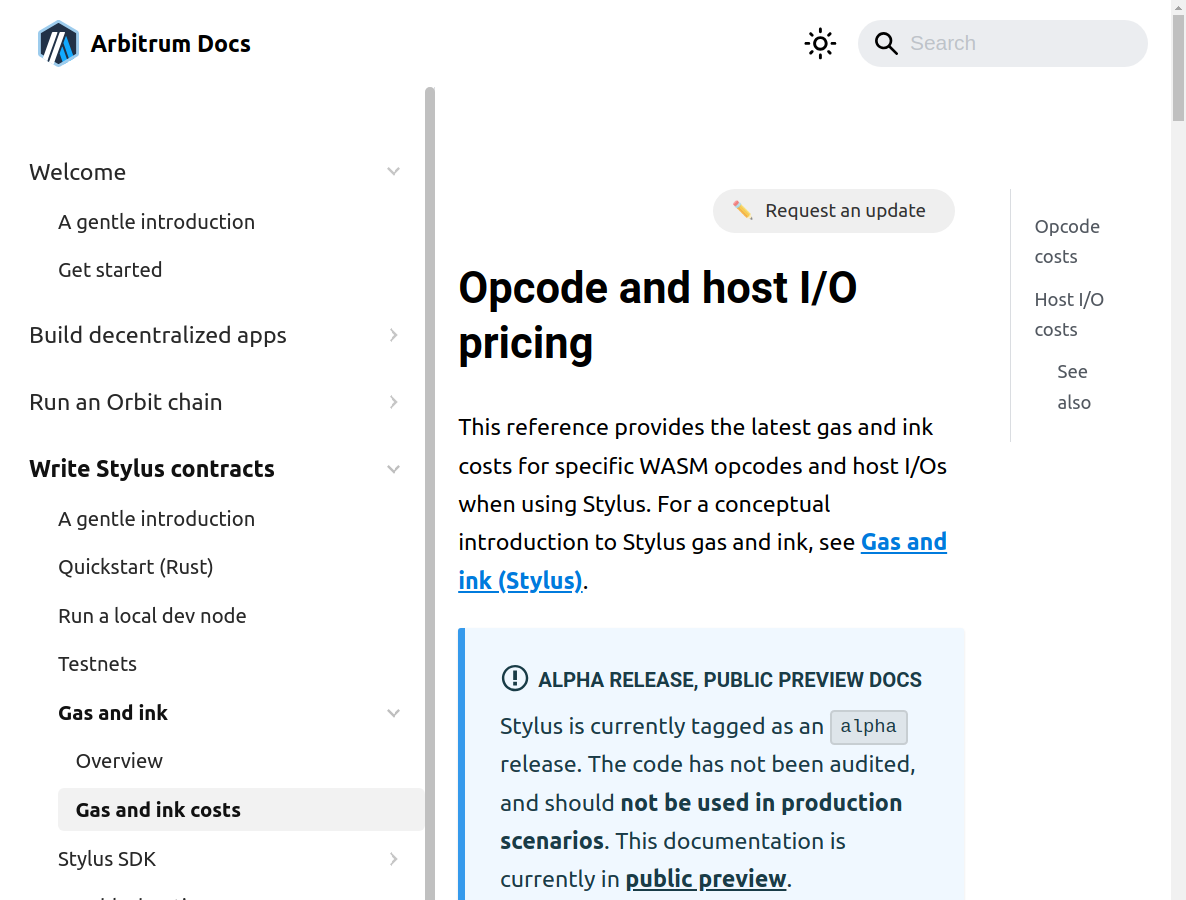 Arbitrum Docs
Search
Welcome
A gentle introduction
Get started
Build decentralized apps
Run an Orbit chain
Write Stylus contracts
A gentle introduction
Quickstart (Rust)
Run a local dev node
Testnets
Gas and ink
Overview
Gas and ink costs
Stylus SDK
Request an update
Opcode and host I/O
pricing
This reference provides the latest gas and ink
costs for specific WASM opcodes and host I/Os
when using Stylus. For a conceptual
introduction to Stylus gas and ink, see Gas and
ink (Stylus).
ALPHA RELEASE, PUBLIC PREVIEW DOCS
Stylus is currently tagged as an alpha
release. The code has not been audited,
and should not be used in production
scenarios. This documentation is
currently in public preview.
Opcode
costs
Host I/O
costs
See
also